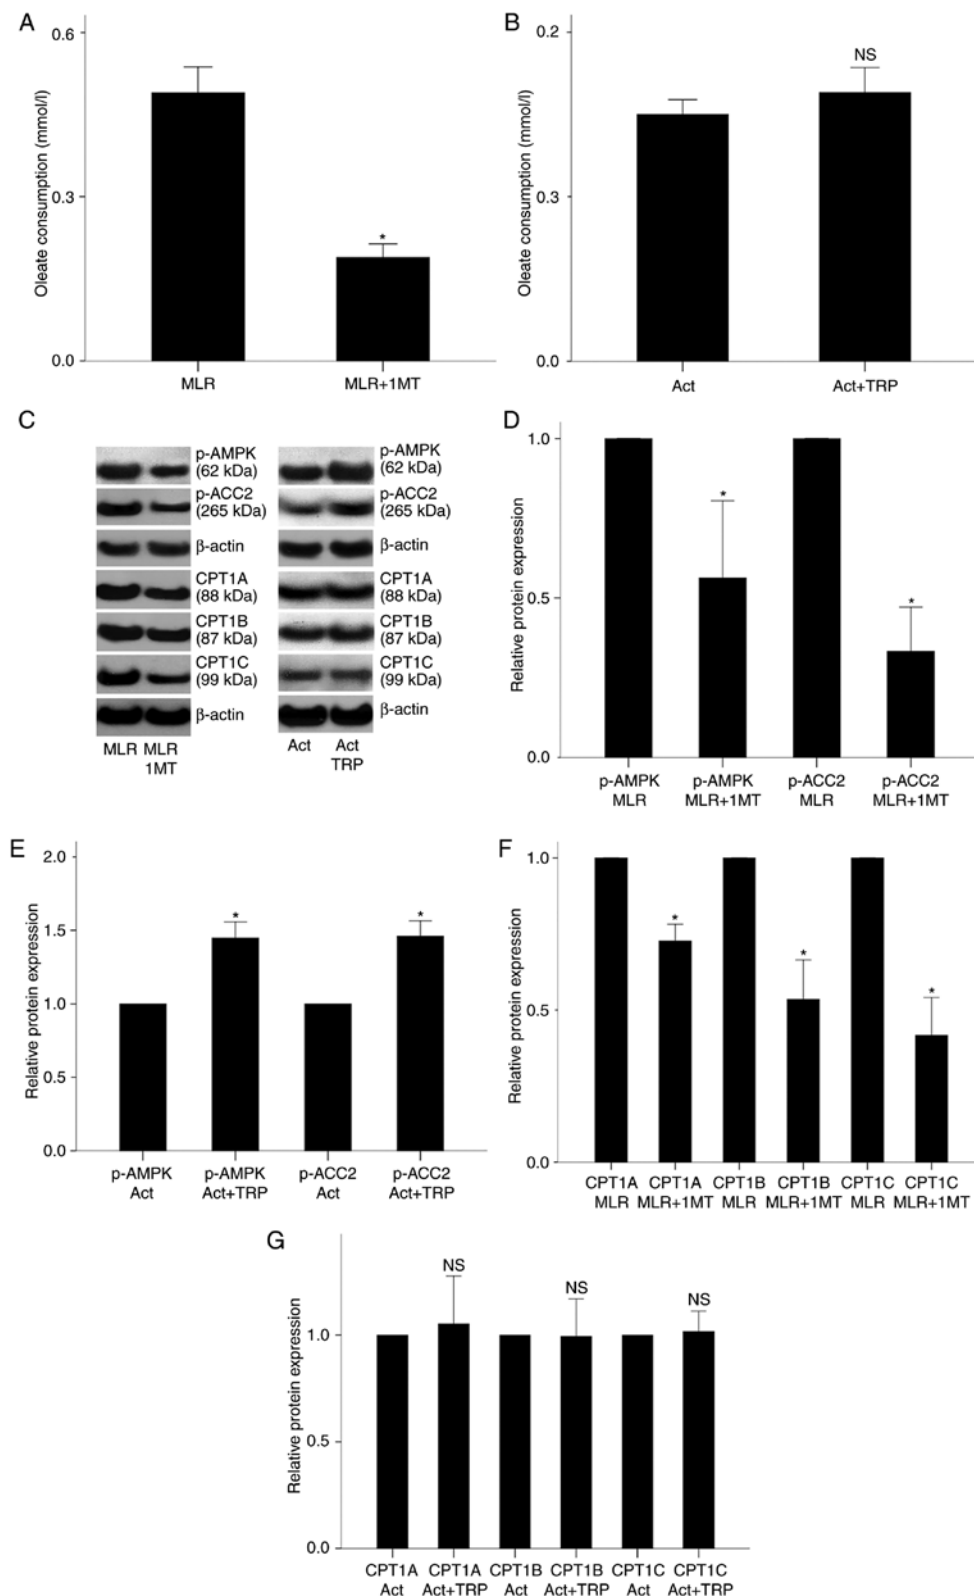 A
0.6
0.3
0.0
Oleate consumption (mmol/l)
*
MLR
MLR+1MT
B
0.2
0.3
0.0
Oleate consumption (mmol/l)
NS
Act
Act+TRP
C
p-AMPK
(62 kDa)
p-ACC2
(265 kDa)
β-actin
CPT1A
(88 kDa)
CPT1B
(87 kDa)
CPT1C
(99 kDa)
β-actin
MLR MLR
1MT
p-AMPK
(62 kDa)
p-ACC2
(265 kDa)
β-actin
CPT1A
(88 kDa)
CPT1B
(87 kDa)
CPT1C
(99 kDa)
β-actin
Act Act
TRP
D
1.0
0.5
0.0
Relative protein expression
*
*
p-AMPK p-AMPK p-ACC2 p-ACC2
MLR MLR+1MT MLR MLR+1MT
E
2.0
1.5
1.0
0.5
0.0
Relative protein expression
*
*
p-AMPK p-AMPK p-ACC2 p-ACC2
Act Act+TRP Act Act+TRP
F
1.0
0.5
0.0
Relative protein expression
*
*
*
CPT1A CPT1A CPT1B CPT1B CPT1C CPT1C
MLR MLR+1MT MLR MLR+1MT MLR MLR+1MT
G
1.0
0.5
0.0
Relative protein expression
NS
NS
NS
CPT1A CPT1A CPT1B CPT1B CPT1C CPT1C
Act Act+TRP Act Act+TRP Act Act+TRP